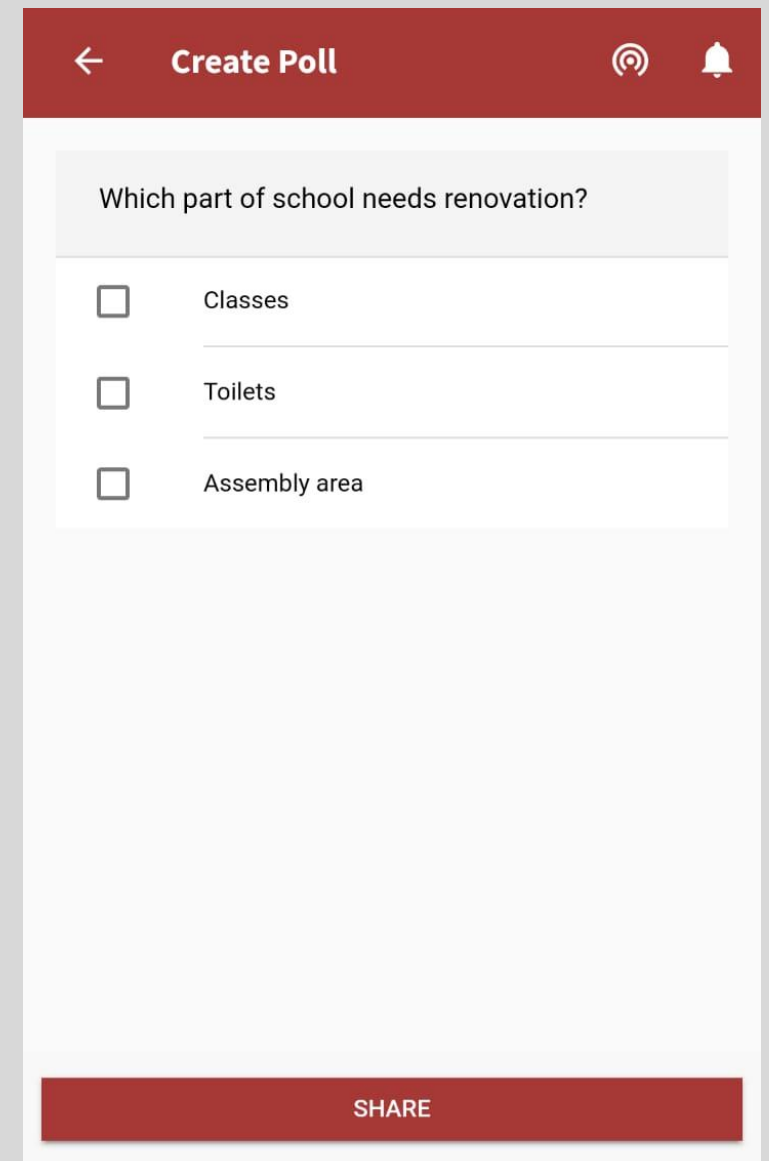 Create Poll
Which part of school needs renovation?
Classes
Toilets
Assembly area
SHARE